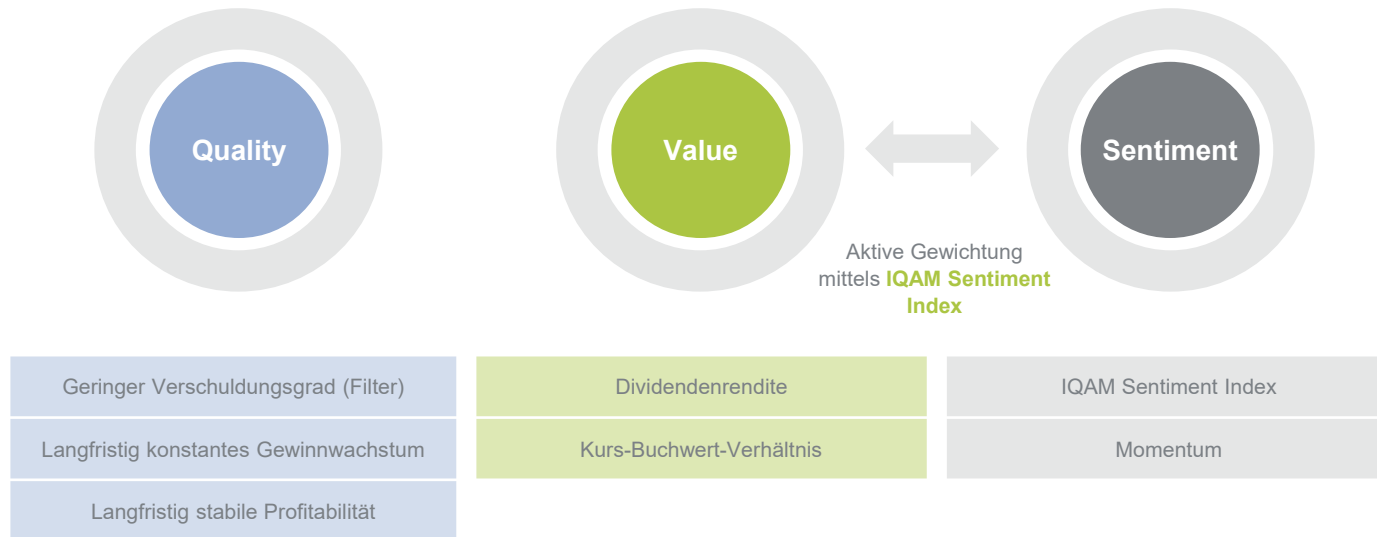 Quality
Value
Sentiment
Aktive Gewichtung
mittels IQAM Sentiment
Index
Geringer Verschuldungsgrad (Filter)
Dividendenrendite
IQAM Sentiment Index
Langfristig konstantes Gewinnwachstum
Kurs-Buchwert-Verhältnis
Momentum
Langfristig stabile Profitabilität